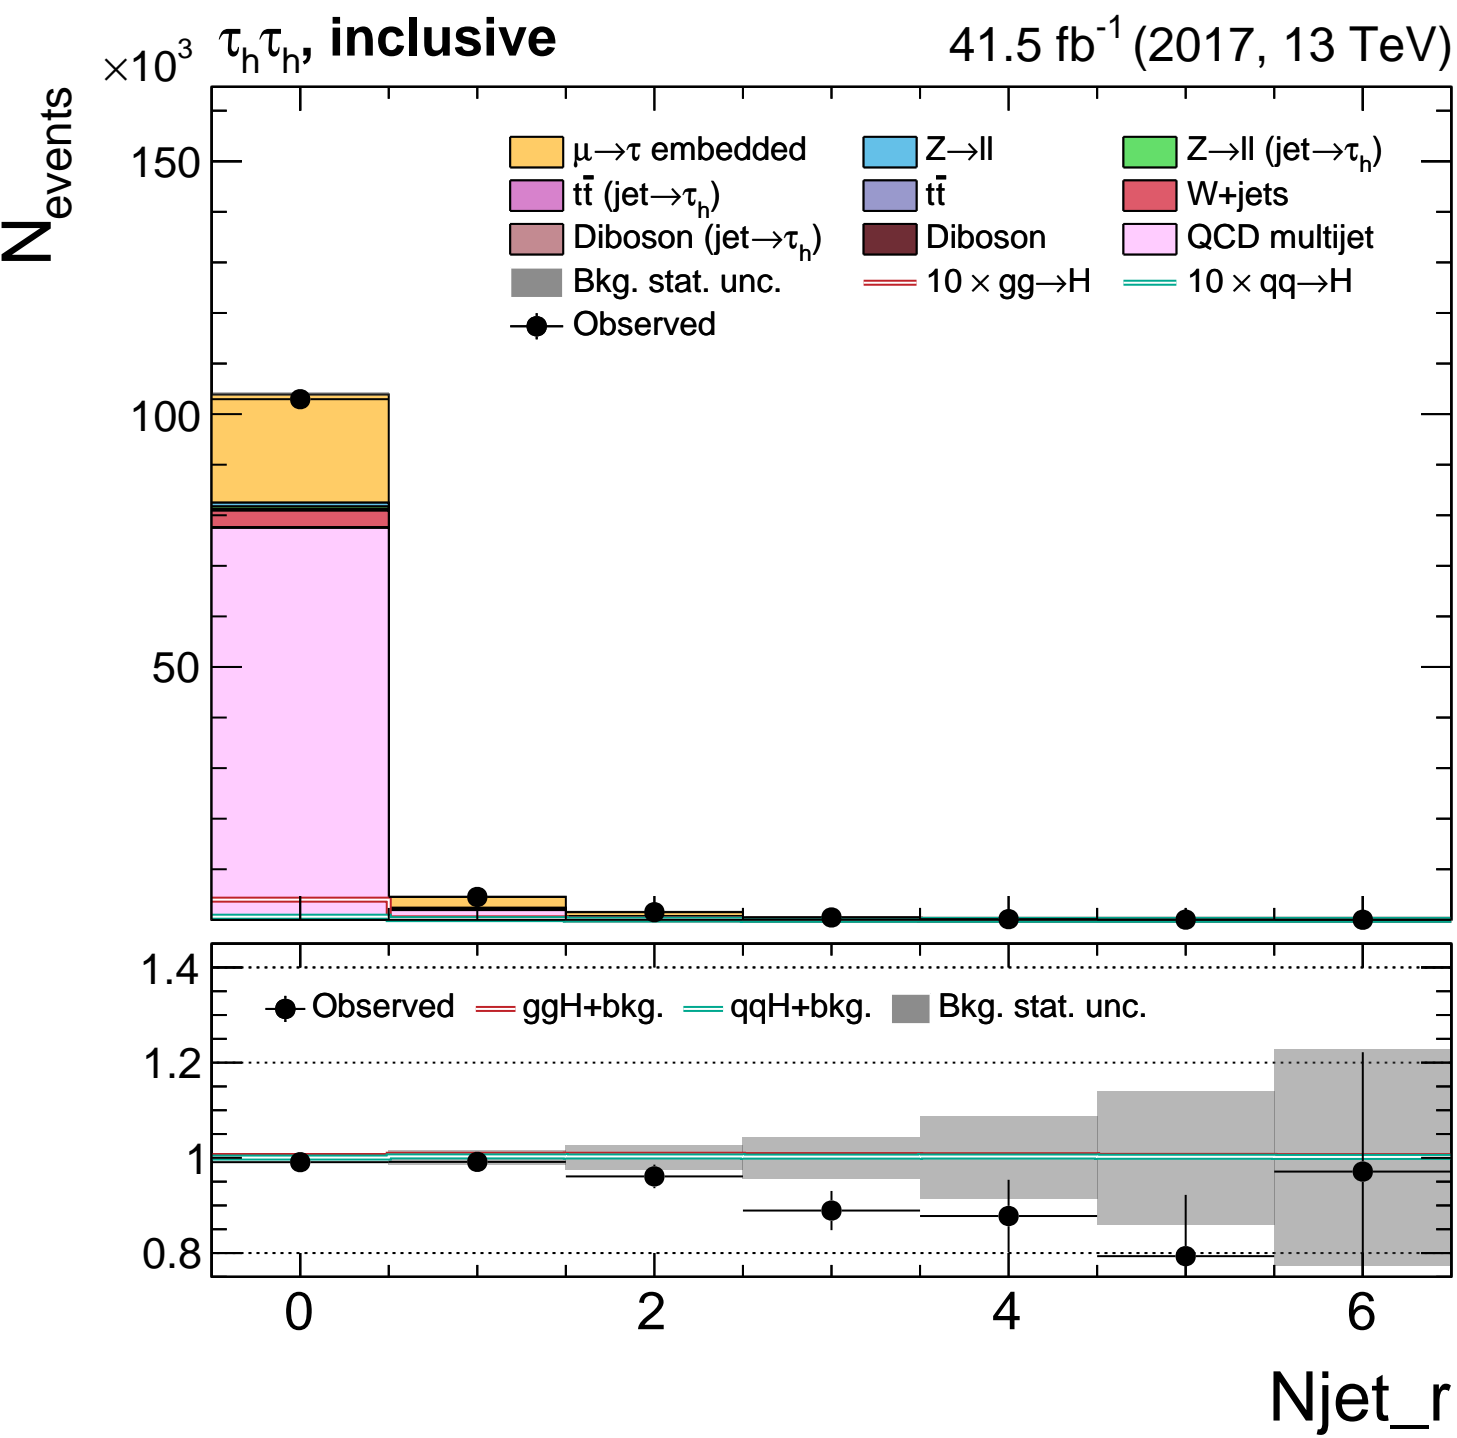 ×10³ τhτh, inclusive 41.5 fb⁻¹ (2017, 13 TeV)
Nevents
μ→τ embedded Z→ll Z→ll (jet→τh)
tt̄ (jet→τh) tt̄ W+jets
Diboson (jet→τh) Diboson QCD multijet
Bkg. stat. unc. 10 × gg→H 10 × qq→H
Observed
150
100
50
1.4
Observed ggH+bkg. qqH+bkg. Bkg. stat. unc.
1.2
1
0.8
0 2 4 6
Njet_r